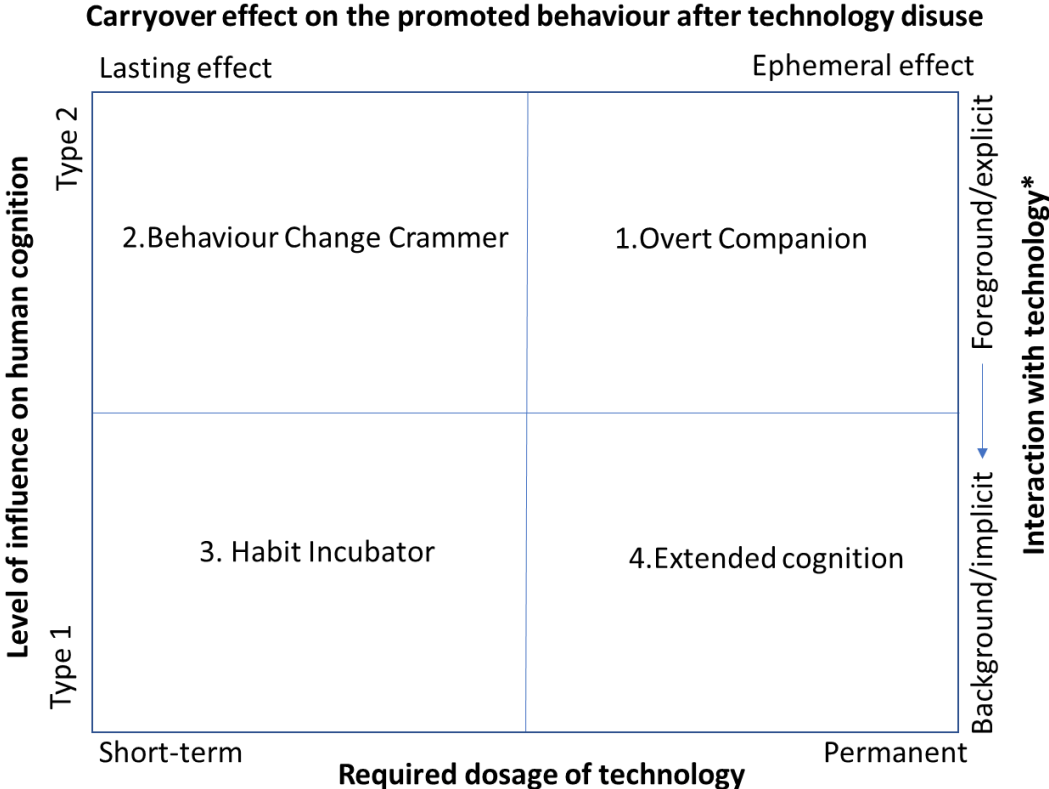 Carryover effect on the promoted behaviour after technology disuse
Lasting effect
Ephemeral effect
Level of influence on human cognition
Type 2
Type 1
2.Behaviour Change Crammer
1.Overt Companion
3. Habit Incubator
4.Extended cognition
Foreground/explicit
Background/implicit
Interaction with technology*
Short-term
Permanent
Required dosage of technology